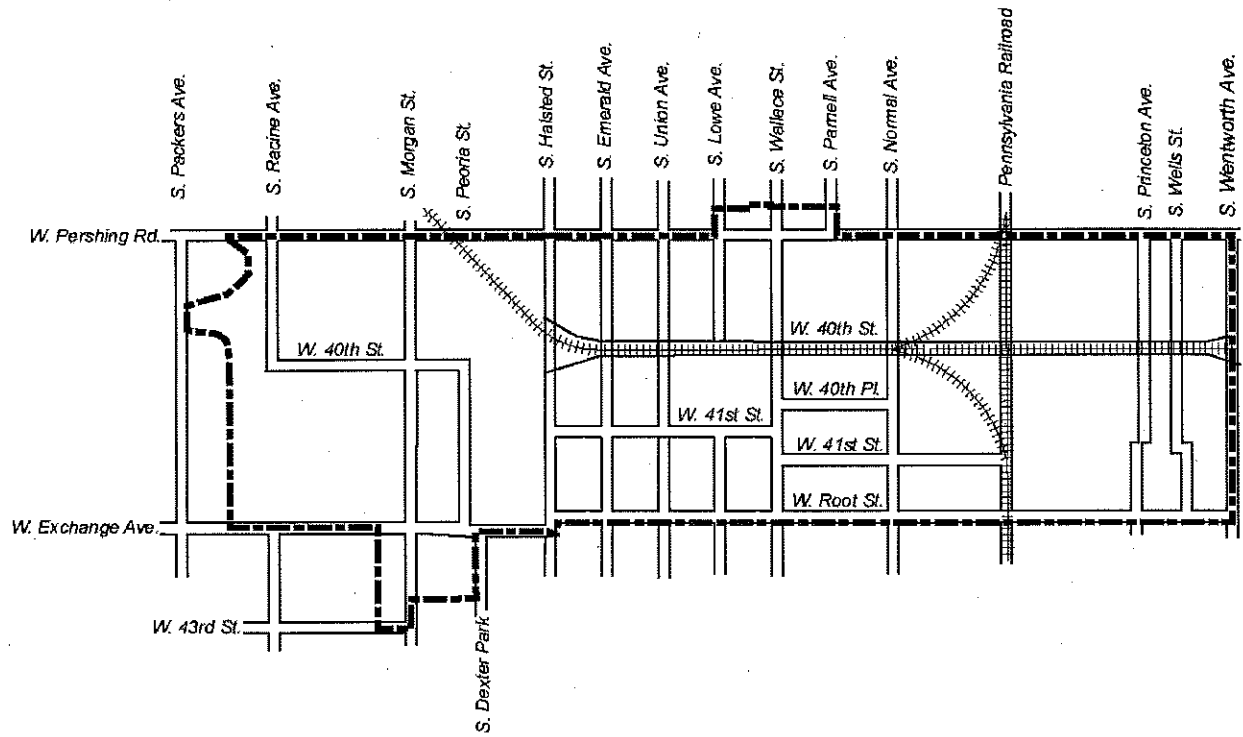 S. Packers Ave.
S. Racine Ave.
S. Morgan St.
S. Peoria St.
S. Halsted St.
S. Emerald Ave.
S. Union Ave.
S. Lowe Ave.
S. Wallace St.
S. Parnell Ave.
S. Normal Ave.
Pennsylvania Railroad
S. Princeton Ave.
S. Wells St.
S. Wentworth Ave.
W. Pershing Rd.
W. 40th St.
W. 40th St.
W. 40th Pl.
W. 41st St.
W. 41st St.
W. Root St.
W. Exchange Ave.
W. 43rd St.
S. Dexter Park